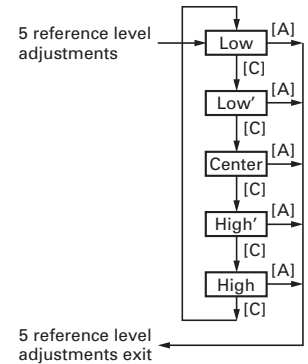 5 reference level
adjustments
Low
[A]
[C]
Low’
[A]
[C]
Center
[A]
[C]
High’
[A]
[C]
High
[A]
[C]
5 reference level
adjustments exit